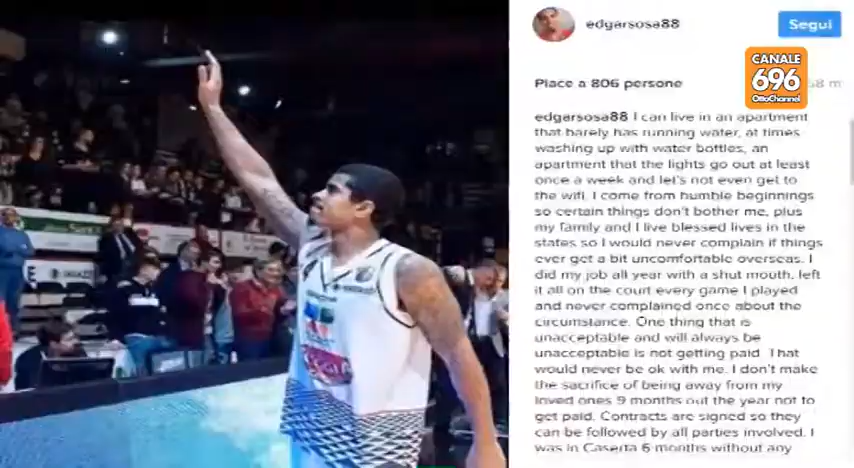 edgarsosa88
Segui
CANALE
696
OttoChannel
Place a 806 persone
edgarsosa88 I can live in an apartment
that barely has running water, at times
washing up with water bottles, an
apartment that the lights go out at least
once a week and let's not even get to
the wifi. I come from humble beginnings
so certain things don't bother me, plus
my family and I live blessed lives in the
states so I would never complain if things
ever get a bit uncomfortable overseas. I
did my job all year with a shut mouth, left
it all on the court every game I played
and never complained once about the
circumstance. One thing that is
unacceptable and will always be
unacceptable is not getting paid. That
would never be ok with me. I don't make
the sacrifice of being away from my
loved ones 9 months out the year not to
get paid. Contracts are signed so they
can be followed by all parties involved. I
was in Caserta 6 months without any